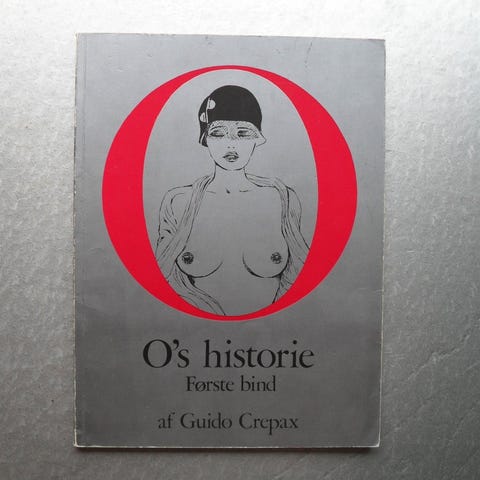 O
O's historie
Første bind
af Guido Crepax